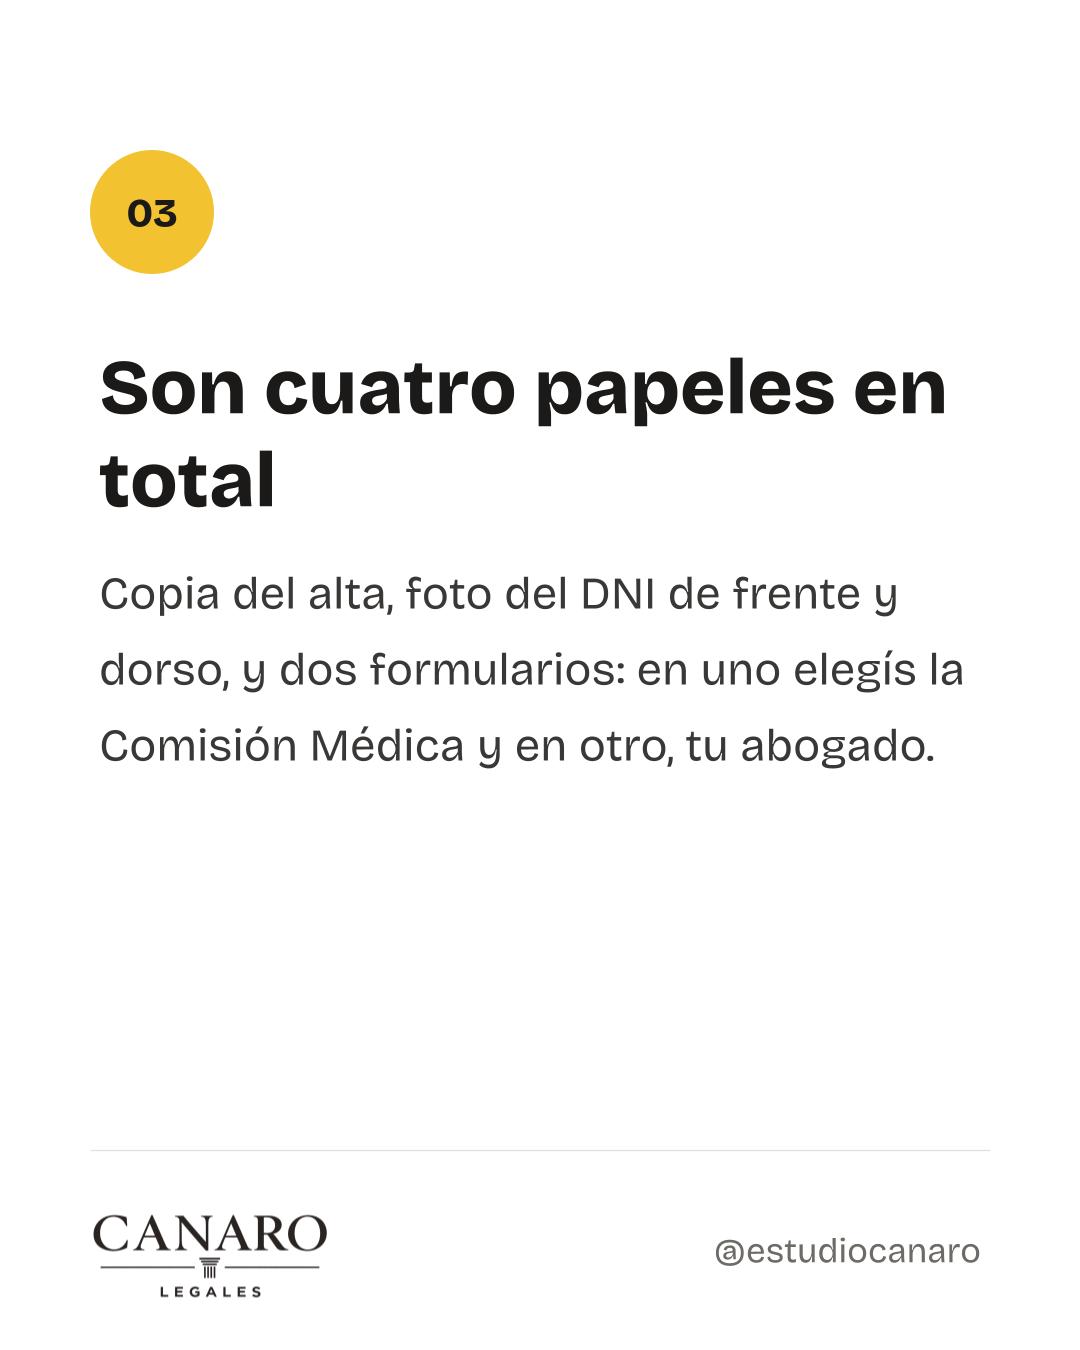 03
Son cuatro papeles en
total
Copia del alta, foto del DNI de frente y
dorso, y dos formularios: en uno elegís la
Comisión Médica y en otro, tu abogado.
CANARO
LEGALES
@estudiocanaro